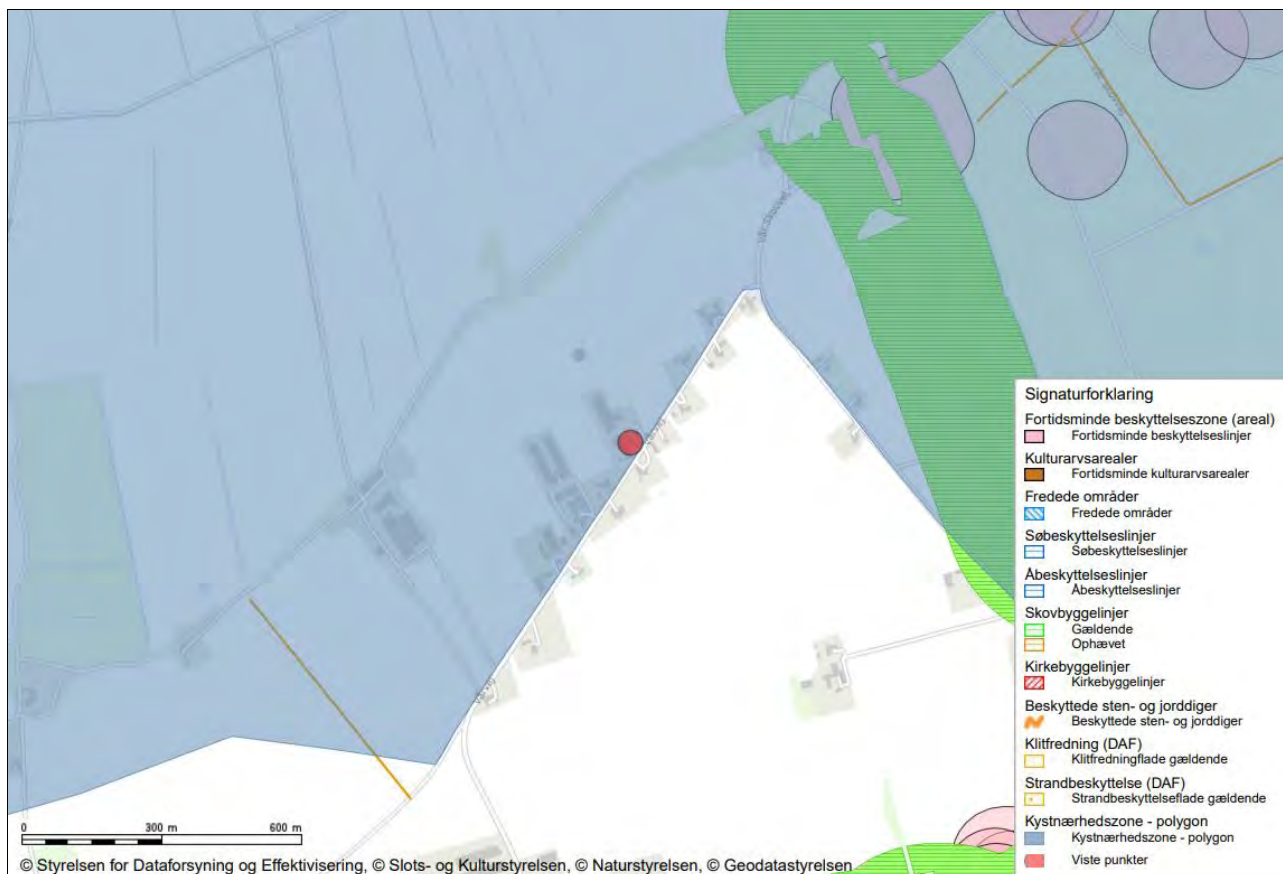 Signaturforklaring
Fortidsminde beskyttelseszone (areal)
Fortidsminde beskyttelseslinjer
Kulturarvsarealer
Fortidsminde kulturarvsarealer
Fredede områder
Fredede områder
Søbeskyttelseslinjer
Søbeskyttelseslinjer
Åbeskyttelseslinjer
Åbeskyttelseslinjer
Skovbyggelinjer
Gældende
Ophævet
Kirkebyggelinjer
Kirkebyggelinjer
Beskyttede sten- og jorddiger
Beskyttede sten- og jorddiger
Klitfredning (DAF)
Klitfredningflade gældende
Strandbeskyttelse (DAF)
Strandbeskyttelseflade gældende
Kystnærhedszone - polygon
Kystnærhedszone - polygon
Viste punkter
0 300 m 600 m
© Styrelsen for Dataforsyning og Effektivisering, © Slots- og Kulturstyrelsen, © Naturstyrelsen, © Geodatastyrelsen